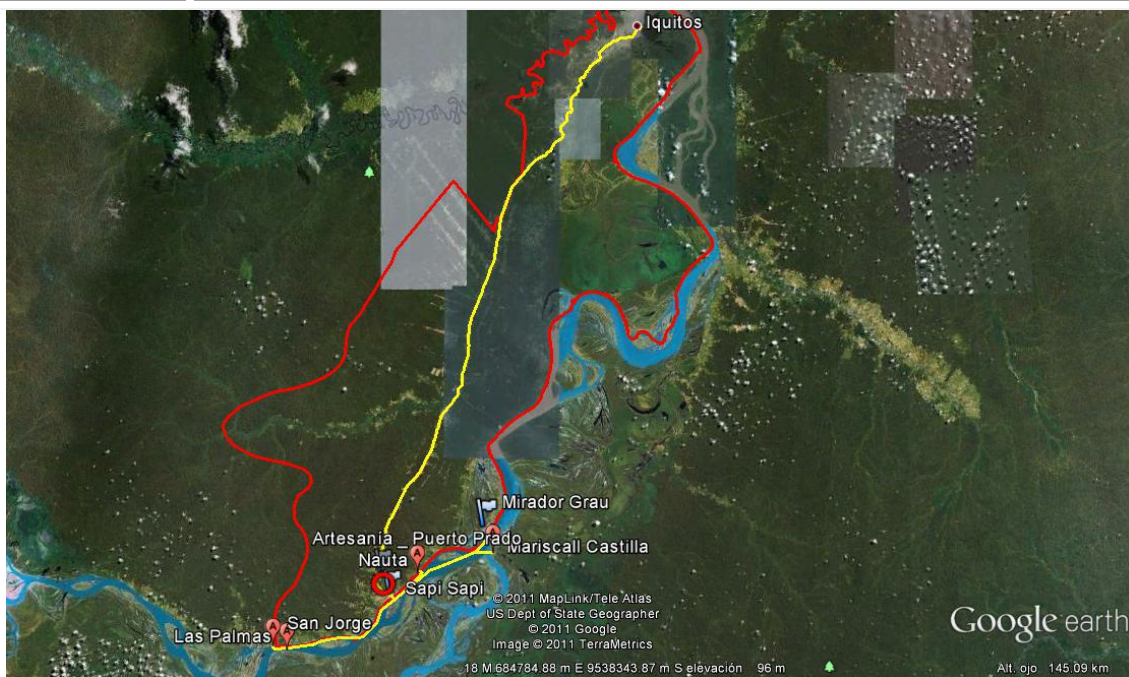 Iquitos
Mirador Grau
Artesanía _ Puerto Prado
Mariscall Castilla
Nauta
Sapi Sapi
San Jorge
Las Palmas
© 2011 MapLink/Tele Atlas
US Dept of State Geographer
© 2011 Google
Image © 2011 TerraMetrics
Google earth
18 M 684784.88 m E 9538343.87 m S elevación 96 m
Alt. ojo 145.09 km
A
A
A
A